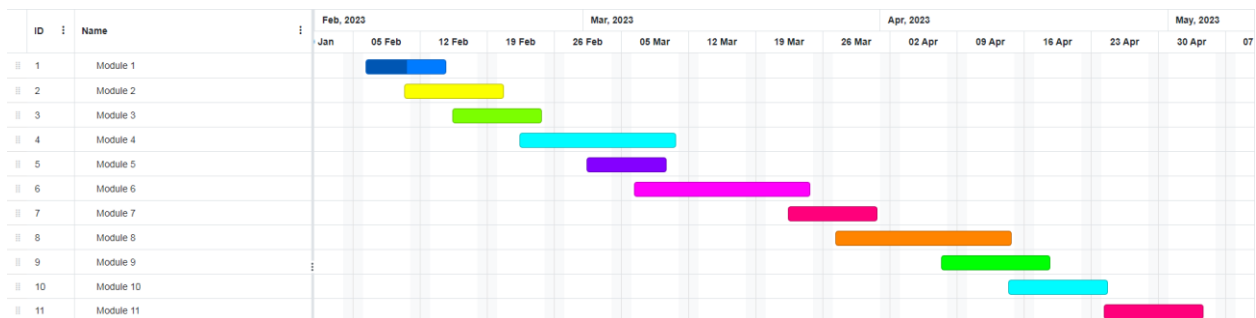 ID Name Feb, 2023 Mar, 2023 Apr, 2023 May, 2023
Jan 05 Feb 12 Feb 19 Feb 26 Feb 05 Mar 12 Mar 19 Mar 26 Mar 02 Apr 09 Apr 16 Apr 23 Apr 30 Apr 07
1 Module 1
2 Module 2
3 Module 3
4 Module 4
5 Module 5
6 Module 6
7 Module 7
8 Module 8
9 Module 9
10 Module 10
11 Module 11